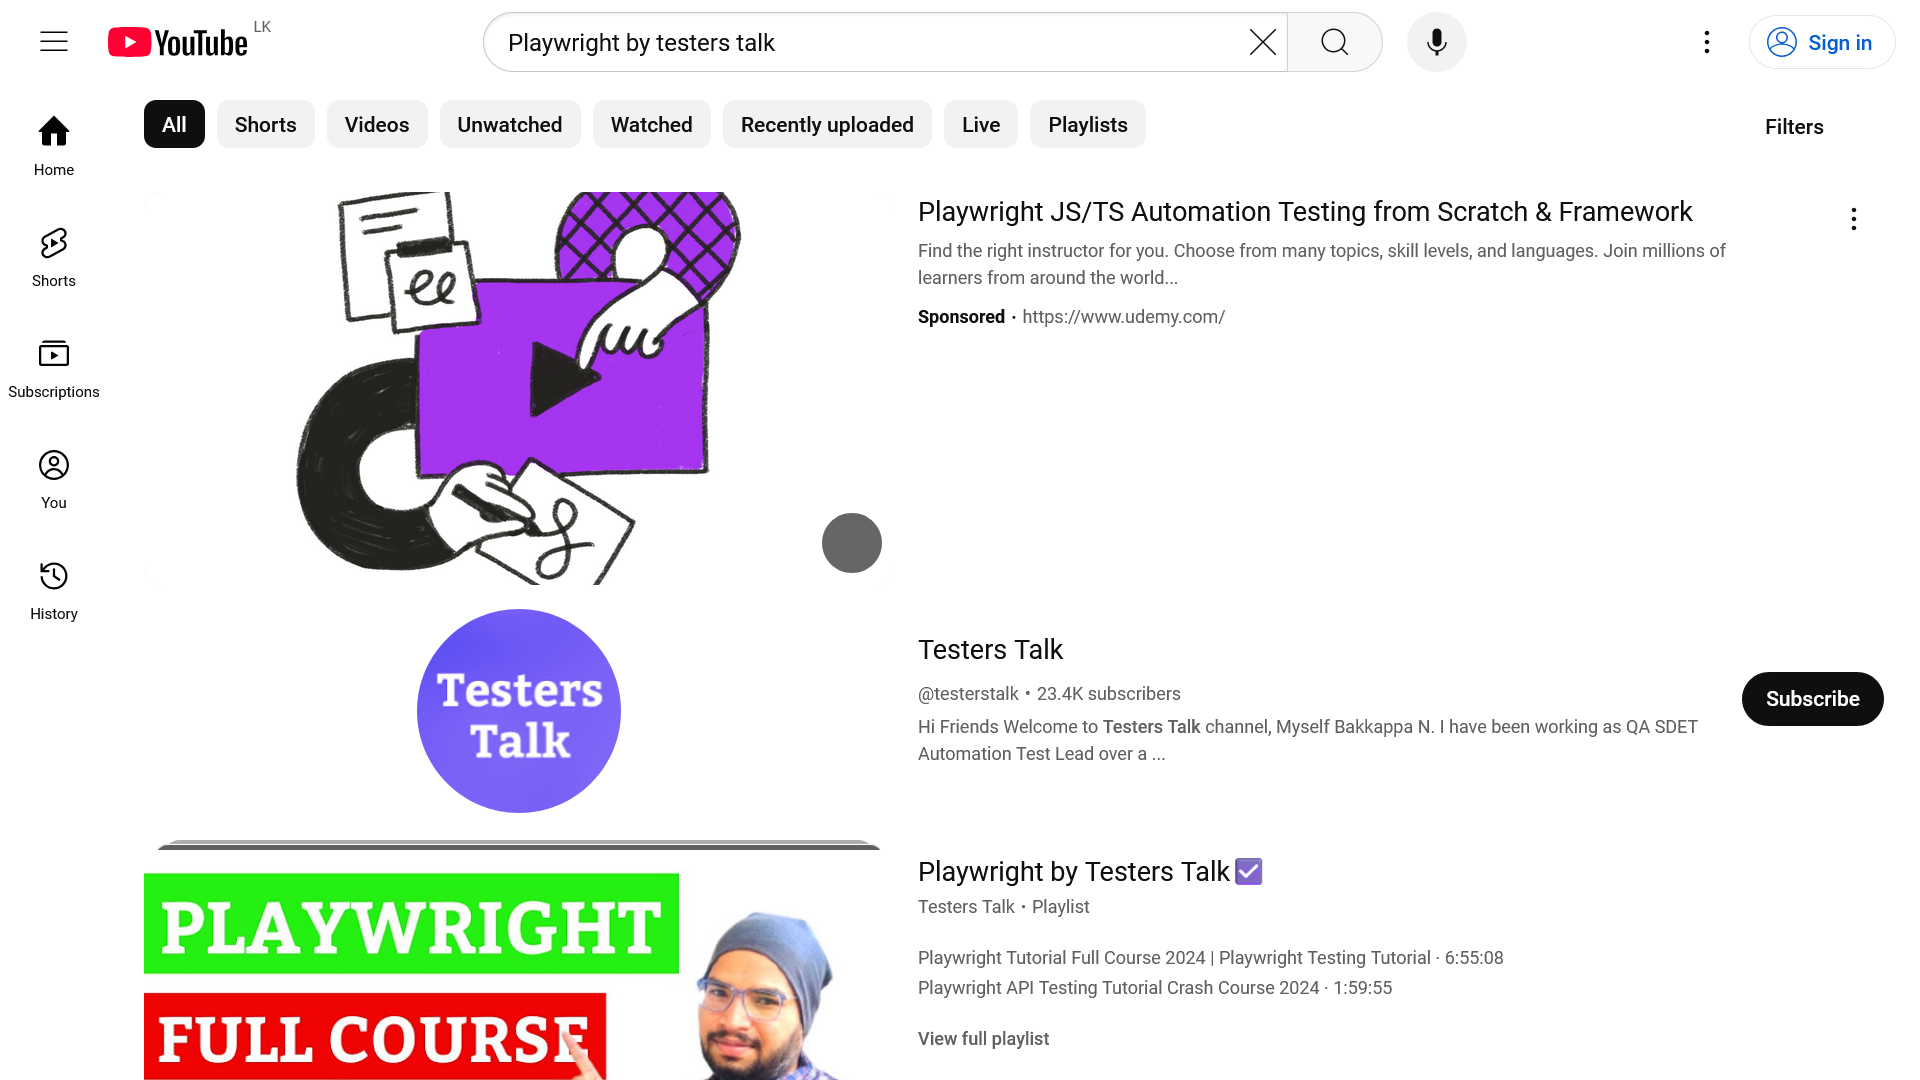 YouTube LK
Playwright by testers talk
Sign in
All
Shorts
Videos
Unwatched
Watched
Recently uploaded
Live
Playlists
Filters
Home
Shorts
Subscriptions
You
History
ee
Playwright JS/TS Automation Testing from Scratch & Framework
Find the right instructor for you. Choose from many topics, skill levels, and languages. Join millions of
learners from around the world...
Sponsored · https://www.udemy.com/
Testers
Talk
Testers Talk
@testerstalk • 23.4K subscribers
Hi Friends Welcome to Testers Talk channel, Myself Bakkappa N. I have been working as QA SDET
Automation Test Lead over a ...
Subscribe
PLAYWRIGHT
FULL COURSE
Playwright by Testers Talk☑
Testers Talk • Playlist
Playwright Tutorial Full Course 2024 | Playwright Testing Tutorial · 6:55:08
Playwright API Testing Tutorial Crash Course 2024 · 1:59:55
View full playlist